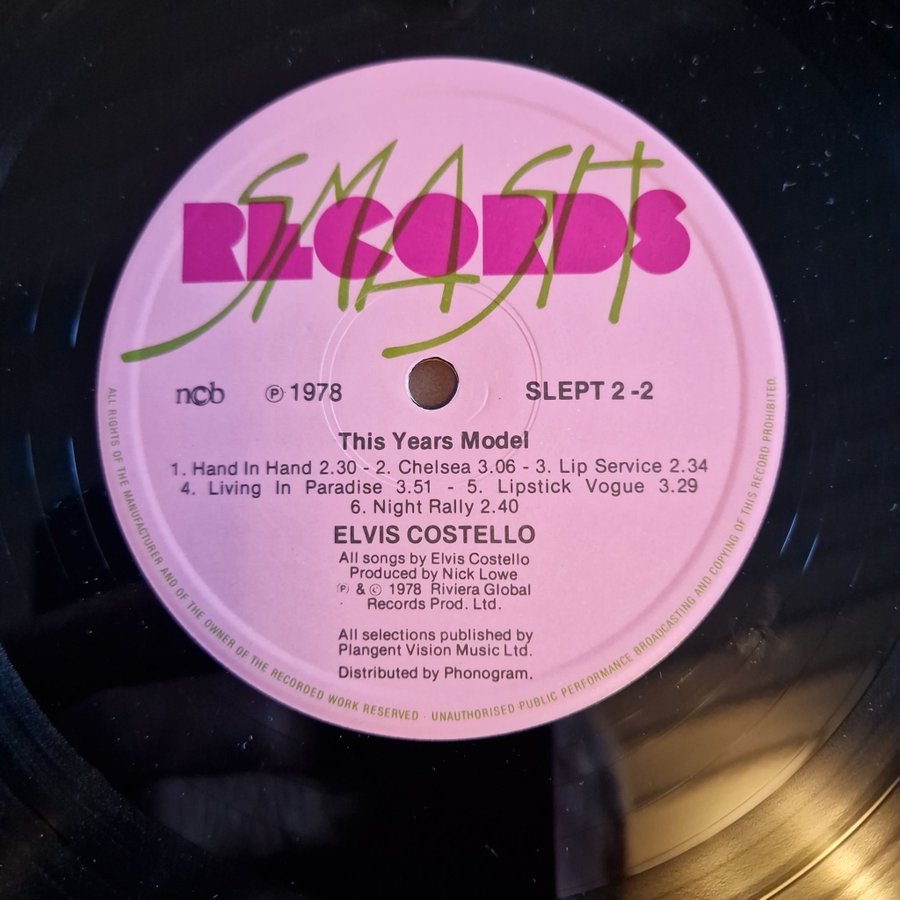 SMASH
RECORDS
ncb ℗ 1978 SLEPT 2 -2
This Years Model
1. Hand In Hand 2.30 - 2. Chelsea 3.06 - 3. Lip Service 2.34
4. Living In Paradise 3.51 - 5. Lipstick Vogue 3.29
6. Night Rally 2.40
ELVIS COSTELLO
All songs by Elvis Costello
Produced by Nick Lowe
℗ & © 1978 Riviera Global
Records Prod. Ltd.
All selections published by
Plangent Vision Music Ltd.
Distributed by Phonogram.
ALL RIGHTS OF THE MANUFACTURER AND OF THE OWNER OF THE RECORDED WORK RESERVED · UNAUTHORISED PUBLIC PERFORMANCE BROADCASTING AND COPYING OF THIS RECORD PROHIBITED.